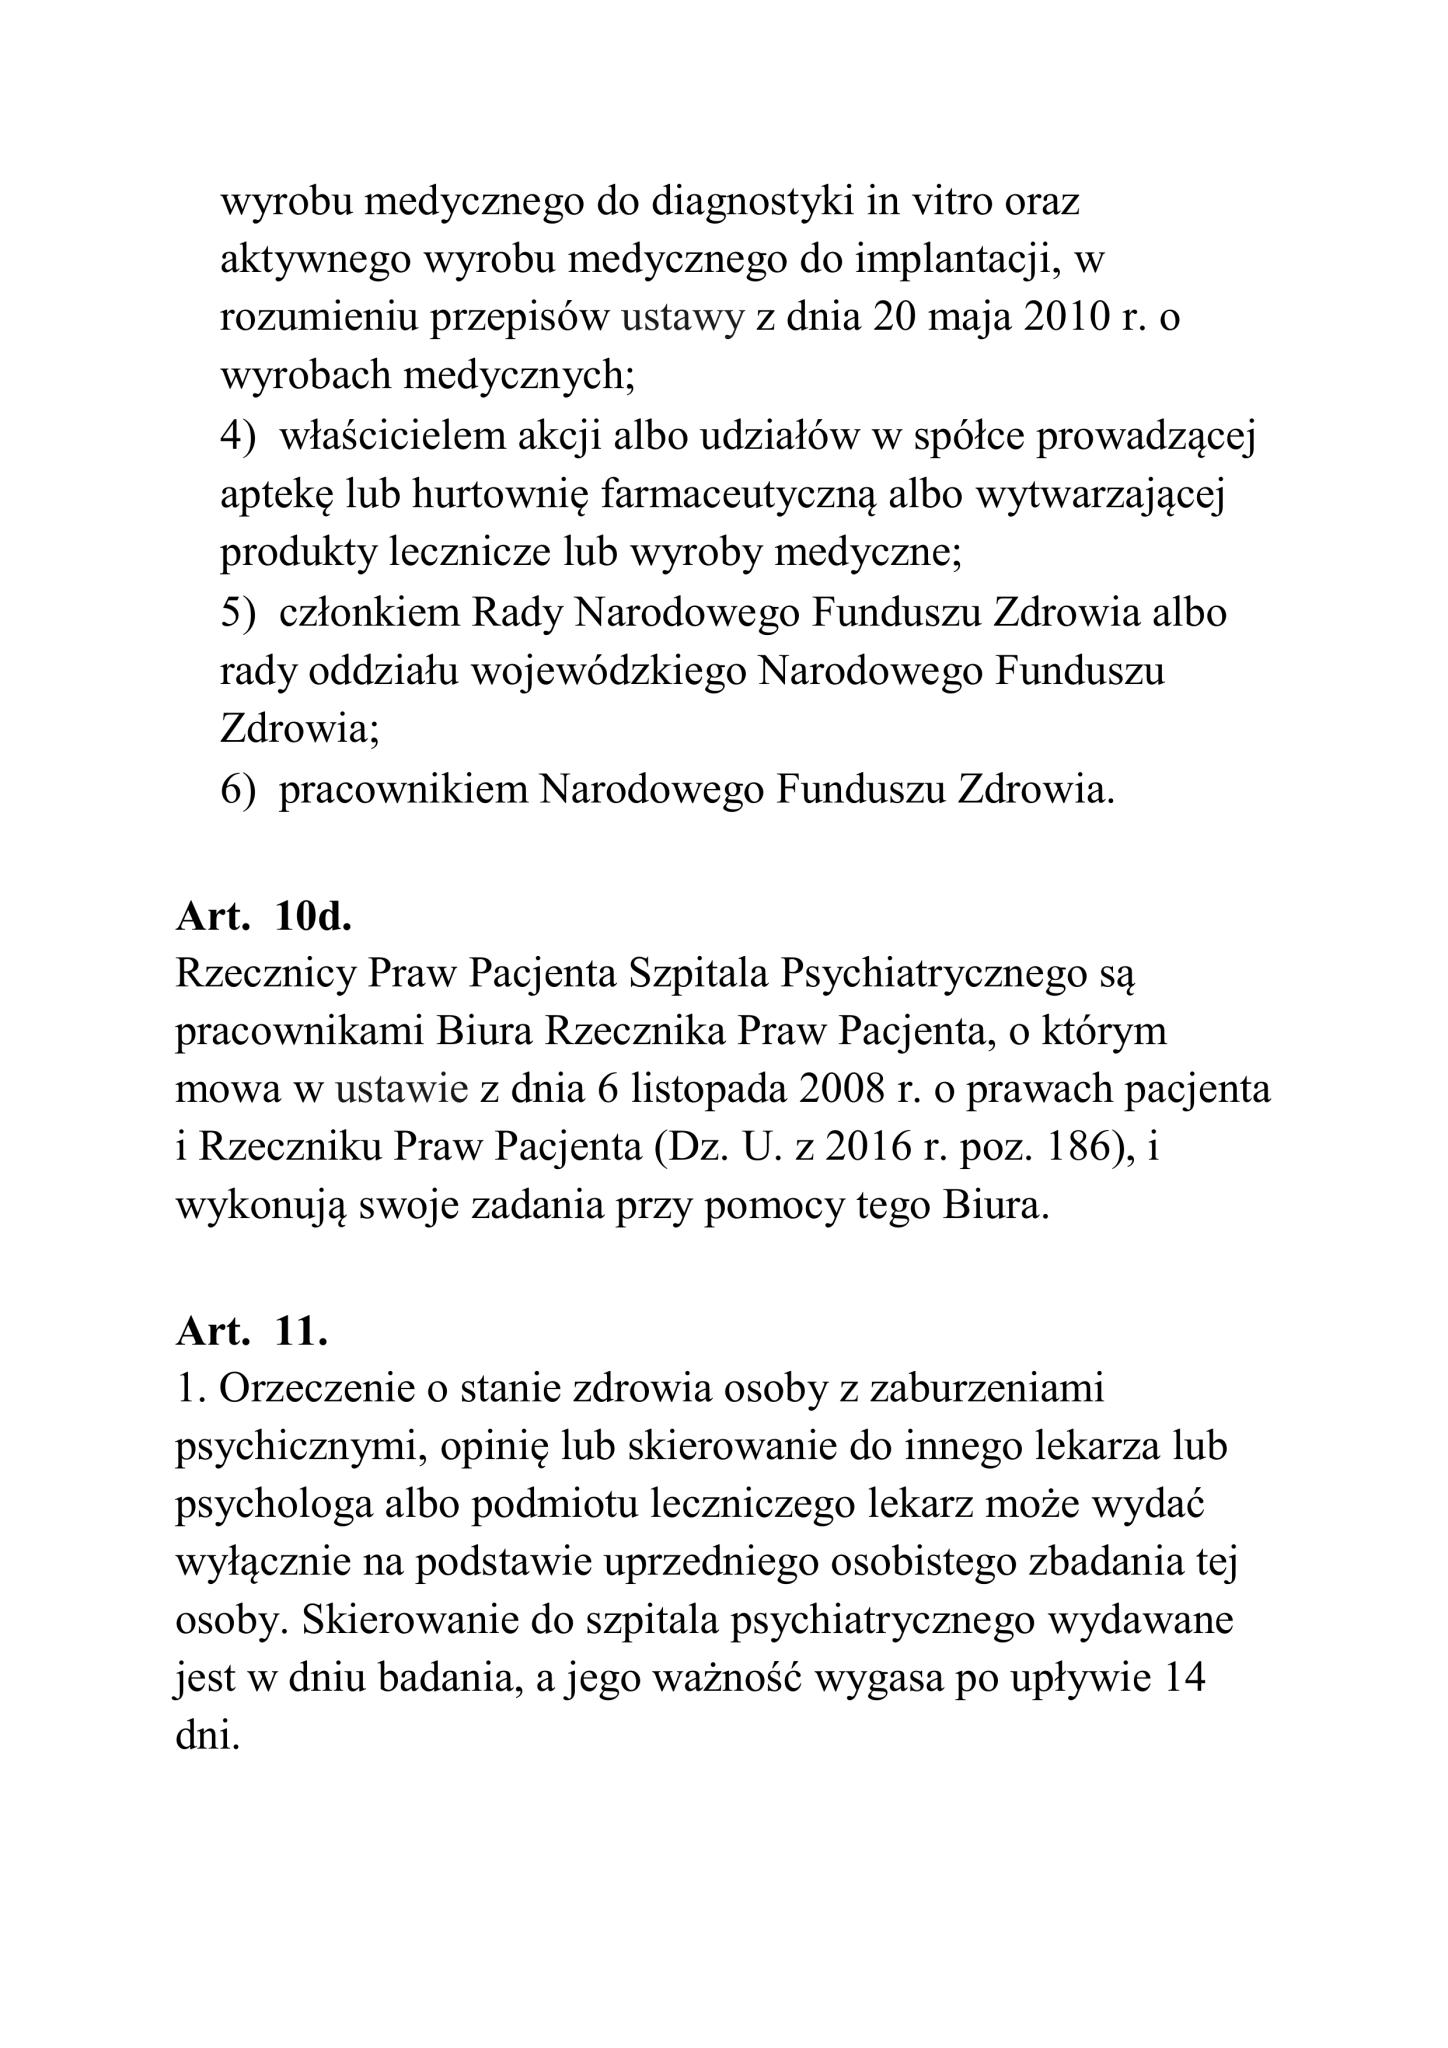 wyrobu medycznego do diagnostyki in vitro oraz
aktywnego wyrobu medycznego do implantacji, w
rozumieniu przepisów ustawy z dnia 20 maja 2010 r. o
wyrobach medycznych;
4) właścicielem akcji albo udziałów w spółce prowadzącej
aptekę lub hurtownię farmaceutyczną albo wytwarzającej
produkty lecznicze lub wyroby medyczne;
5) członkiem Rady Narodowego Funduszu Zdrowia albo
rady oddziału wojewódzkiego Narodowego Funduszu
Zdrowia;
6) pracownikiem Narodowego Funduszu Zdrowia.
Art. 10d.
Rzecznicy Praw Pacjenta Szpitala Psychiatrycznego są
pracownikami Biura Rzecznika Praw Pacjenta, o którym
mowa w ustawie z dnia 6 listopada 2008 r. o prawach pacjenta
i Rzeczniku Praw Pacjenta (Dz. U. z 2016 r. poz. 186), i
wykonują swoje zadania przy pomocy tego Biura.
Art. 11.
1. Orzeczenie o stanie zdrowia osoby z zaburzeniami
psychicznymi, opinię lub skierowanie do innego lekarza lub
psychologa albo podmiotu leczniczego lekarz może wydać
wyłącznie na podstawie uprzedniego osobistego zbadania tej
osoby. Skierowanie do szpitala psychiatrycznego wydawane
jest w dniu badania, a jego ważność wygasa po upływie 14
dni.